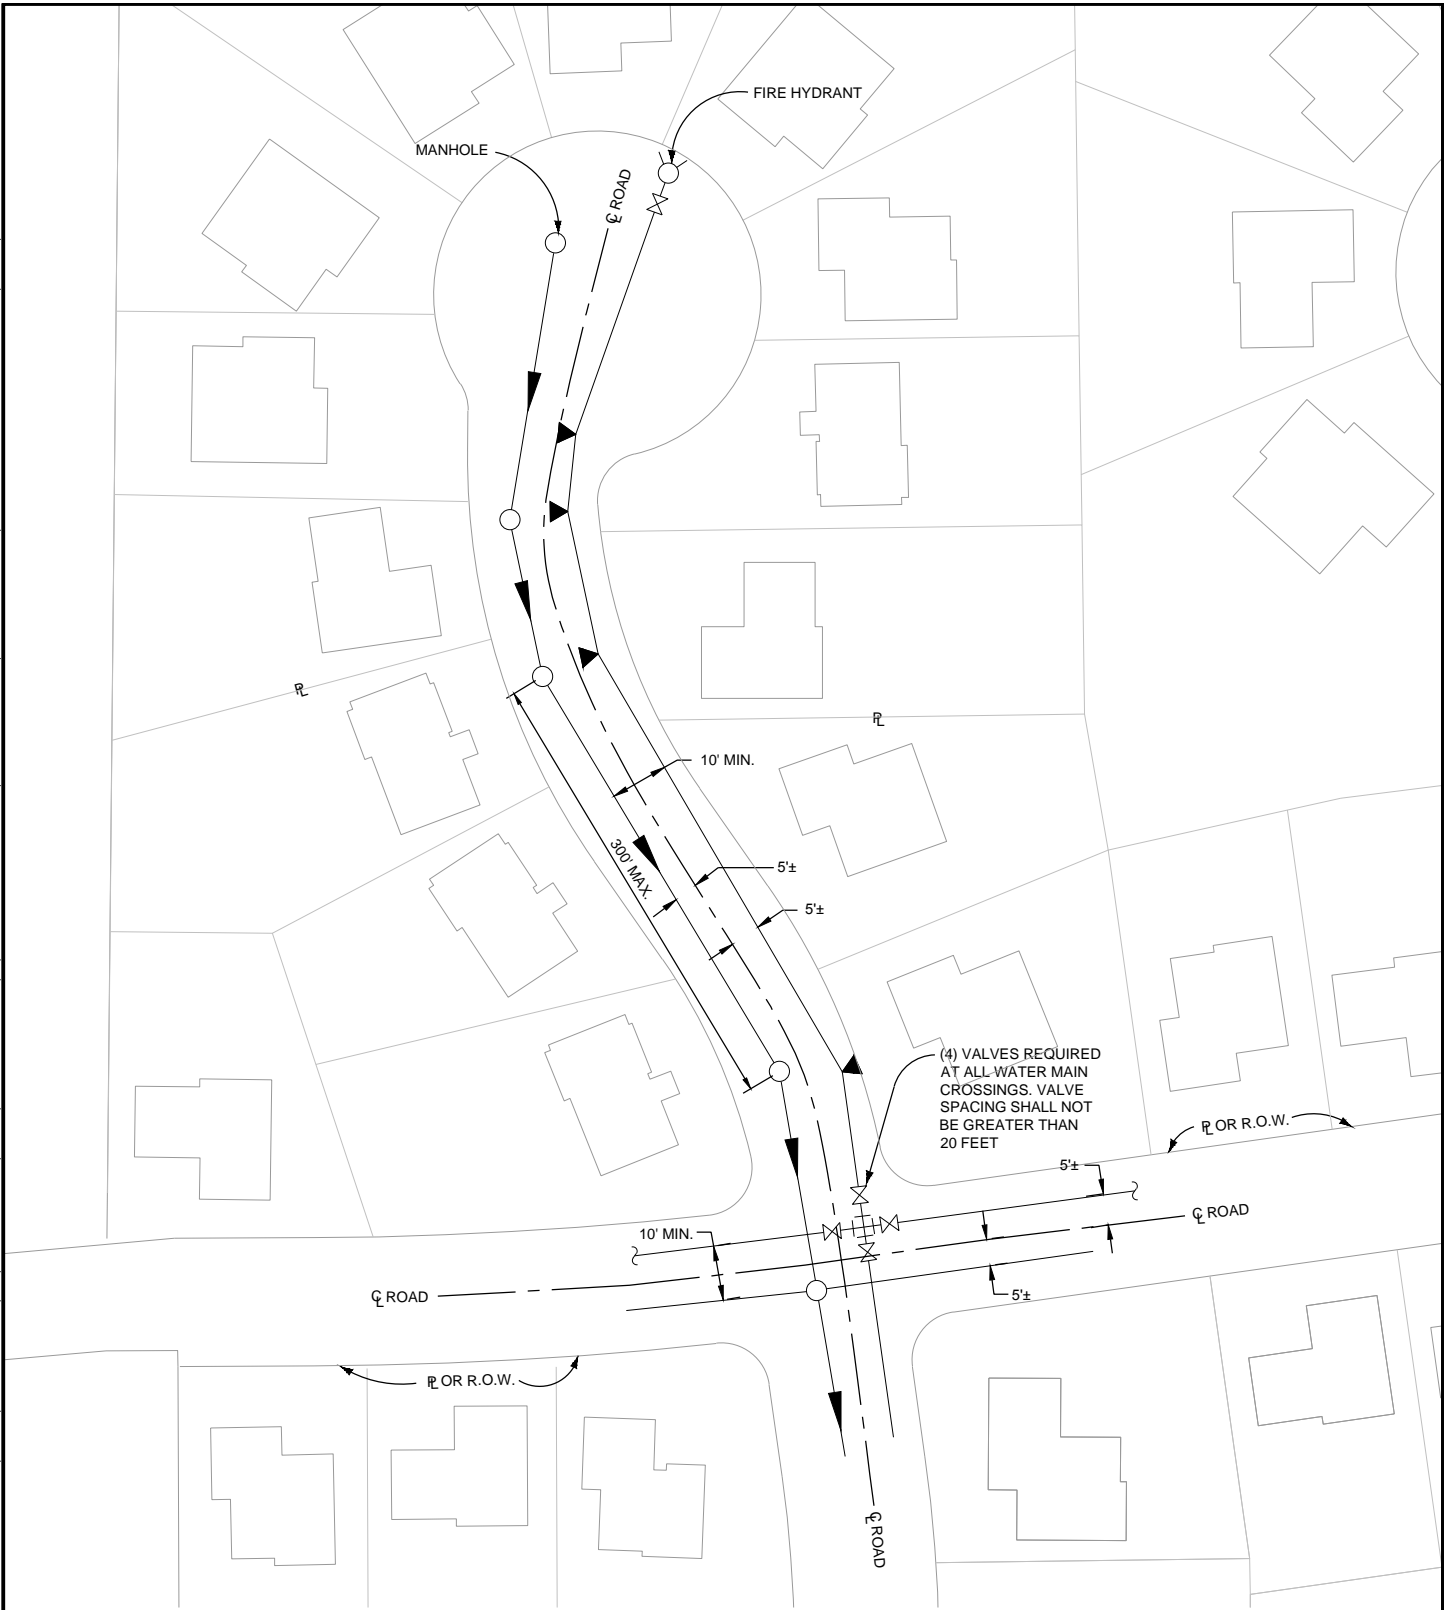 FIRE HYDRANT
MANHOLE
℄ ROAD
⅊
⅊
10' MIN.
300' MAX.
5'±
5'±
(4) VALVES REQUIRED
AT ALL WATER MAIN
CROSSINGS. VALVE
SPACING SHALL NOT
BE GREATER THAN
20 FEET
⅊ OR R.O.W.
5'±
℄ ROAD
10' MIN.
℄ ROAD
5'±
⅊ OR R.O.W.
℄ ROAD